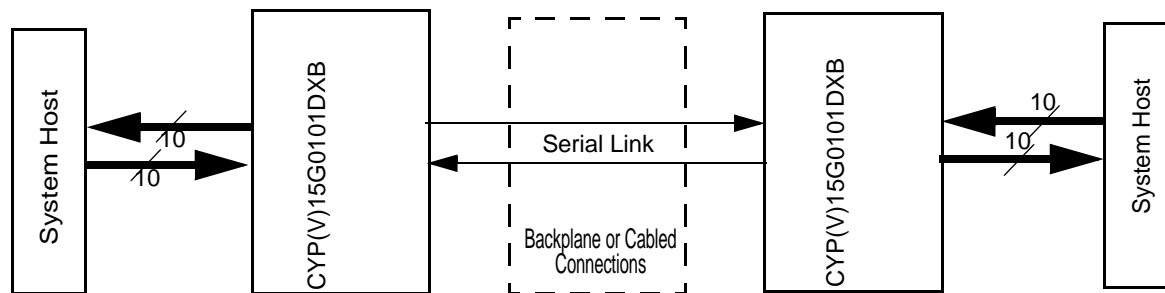 System Host
10
10
CYP(V)15G0101DXB
Serial Link
Backplane or Cabled
Connections
CYP(V)15G0101DXB
10
10
System Host